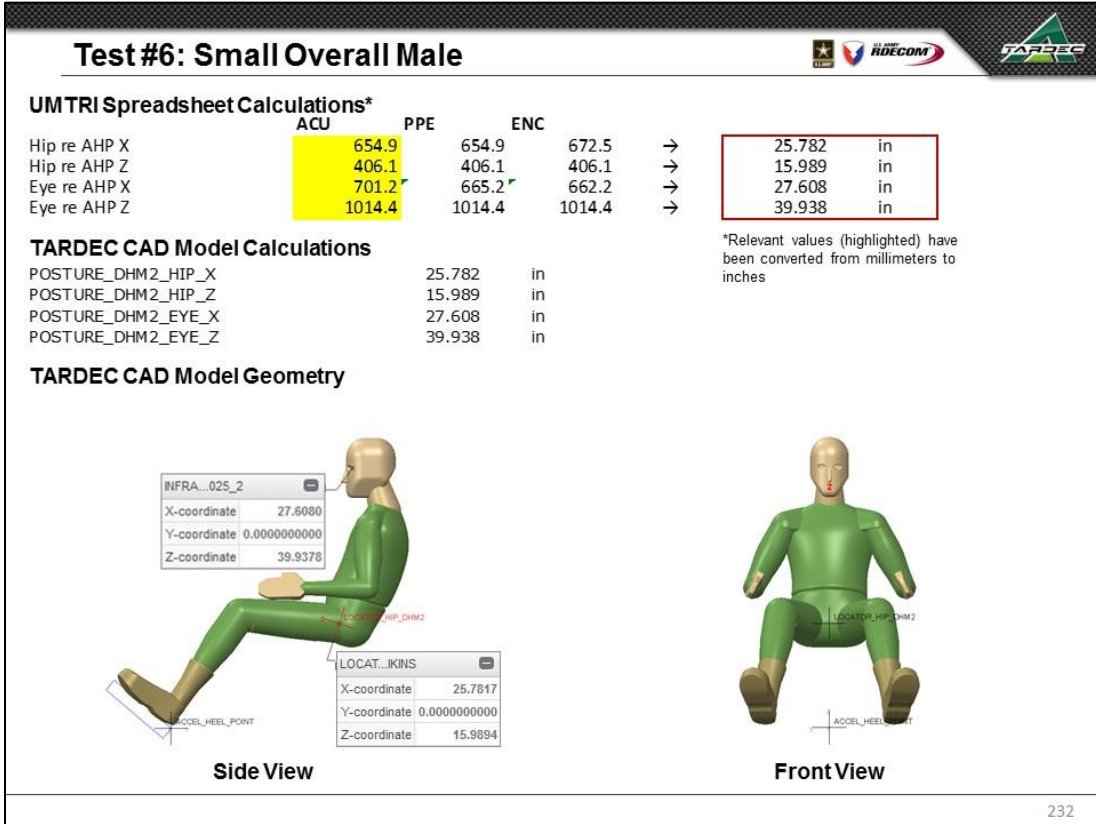 Test #6: Small Overall Male
U.S. ARMY
U.S. ARMY
RDECOM
TARDEC
UMTRI Spreadsheet Calculations*
ACU PPE ENC
Hip re AHP X 654.9 654.9 672.5 → 25.782 in
Hip re AHP Z 406.1 406.1 406.1 → 15.989 in
Eye re AHP X 701.2 665.2 662.2 → 27.608 in
Eye re AHP Z 1014.4 1014.4 1014.4 → 39.938 in
*Relevant values (highlighted) have
been converted from millimeters to
inches
TARDEC CAD Model Calculations
POSTURE_DHM2_HIP_X 25.782 in
POSTURE_DHM2_HIP_Z 15.989 in
POSTURE_DHM2_EYE_X 27.608 in
POSTURE_DHM2_EYE_Z 39.938 in
TARDEC CAD Model Geometry
INFRA...025_2
X-coordinate 27.6080
Y-coordinate 0.0000000000
Z-coordinate 39.9378
2
LOCATOR_HIP_DHM2
LOCATOR_HIP_DHM2
LOCAT...IKINS
X-coordinate 25.7817
Y-coordinate 0.0000000000
Z-coordinate 15.9894
ACCEL_HEEL_POINT
ACCEL_HEEL_POINT
Side View
Front View
232